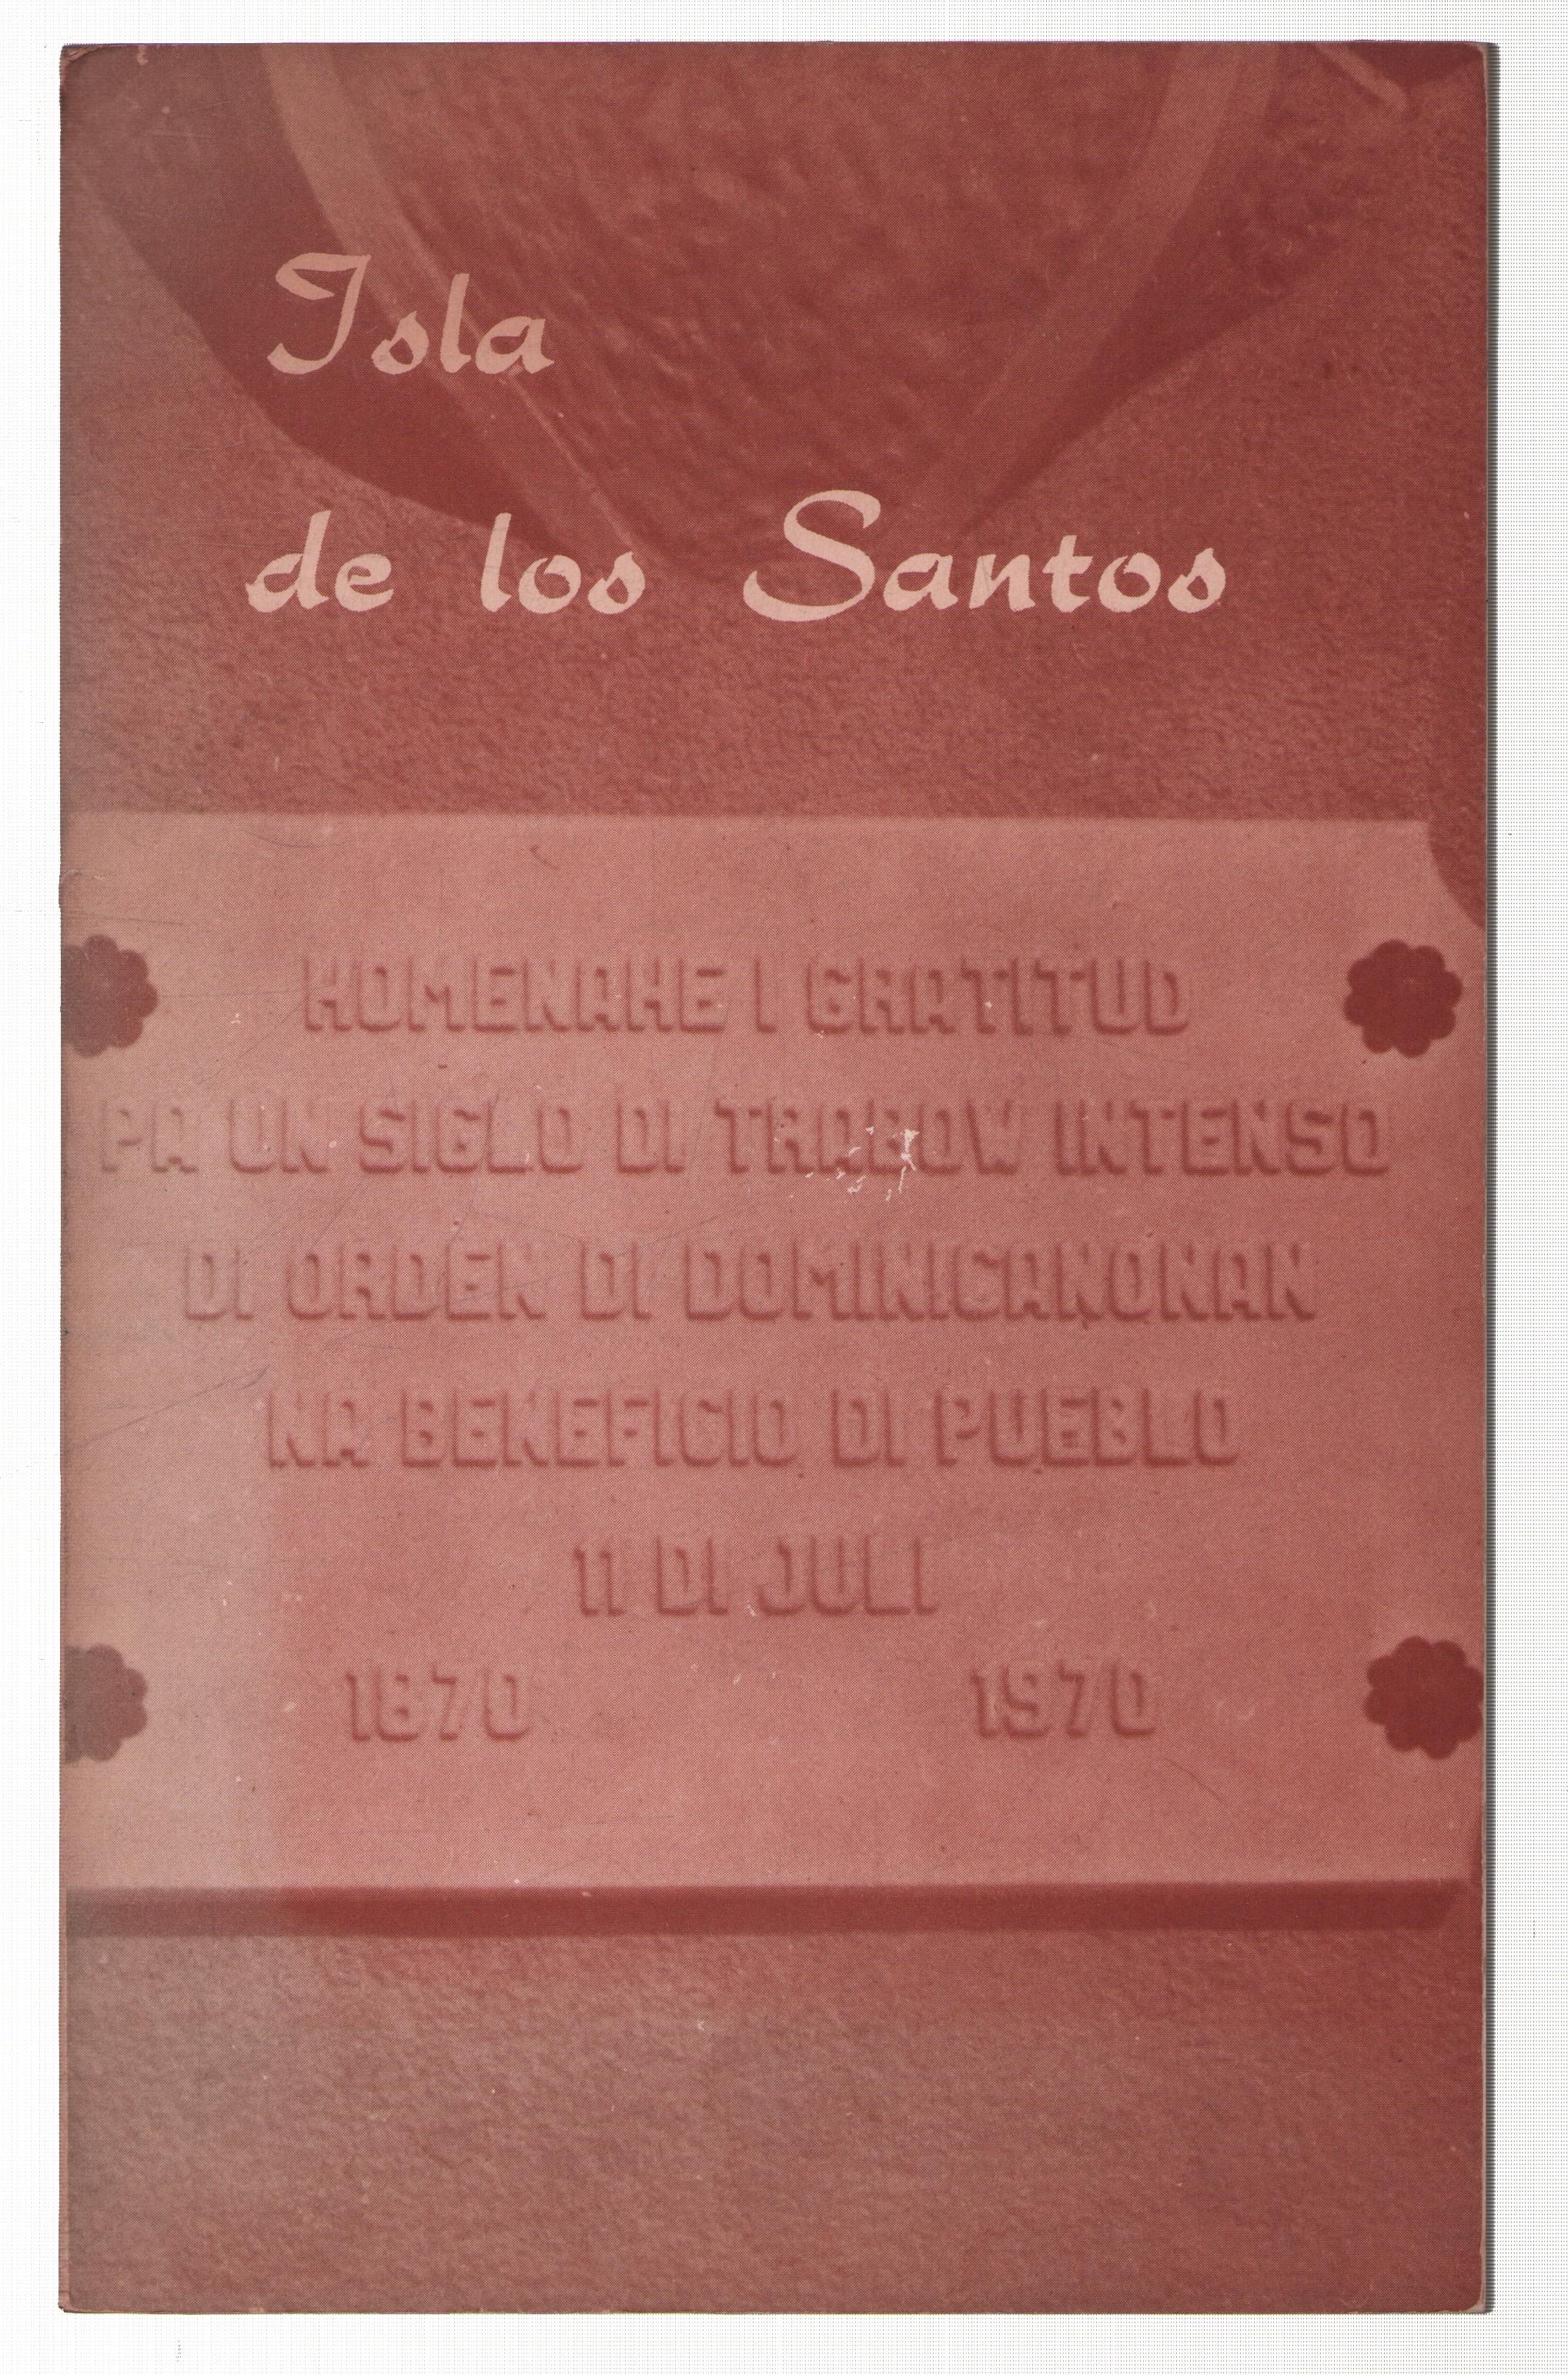 Isla
de los Santos
HOMENAHE I GRATITUD
PA UN SIGLO DI TRABOW INTENSO
DI ORDEN DI DOMINICANONAN
NA BENEFICIO DI PUEBLO
11 DI JULI
1870 1970